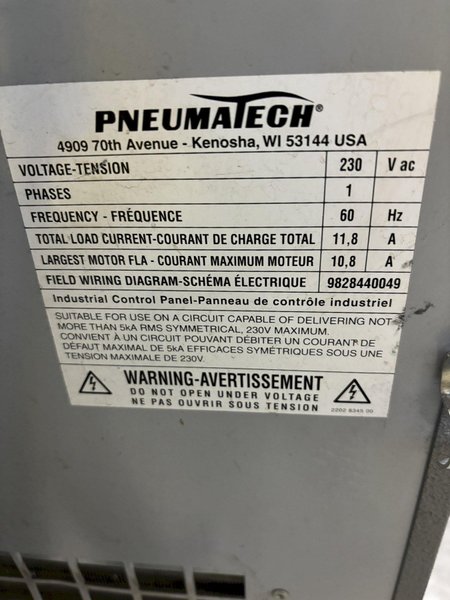 PNEUMATECH®
4909 70th Avenue - Kenosha, WI 53144 USA
VOLTAGE-TENSION 230 V ac
PHASES 1
FREQUENCY - FRÉQUENCE 60 Hz
TOTAL LOAD CURRENT-COURANT DE CHARGE TOTAL 11,8 A
LARGEST MOTOR FLA - COURANT MAXIMUM MOTEUR 10,8 A
FIELD WIRING DIAGRAM-SCHÉMA ÉLECTRIQUE 9828440049
Industrial Control Panel-Panneau de contrôle industriel
SUITABLE FOR USE ON A CIRCUIT CAPABLE OF DELIVERING NOT
MORE THAN 5kA RMS SYMMETRICAL, 230V MAXIMUM.
CONVIENT À UN CIRCUIT POUVANT DÉBITER UN COURANT DE
DÉFAUT MAXIMAL DE 5kA EFFICACES SYMÉTRIQUES SOUS UNE
TENSION MAXIMALE DE 230V.
WARNING-AVERTISSEMENT
DO NOT OPEN UNDER VOLTAGE
NE PAS OUVRIR SOUS TENSION
2202 8345 00